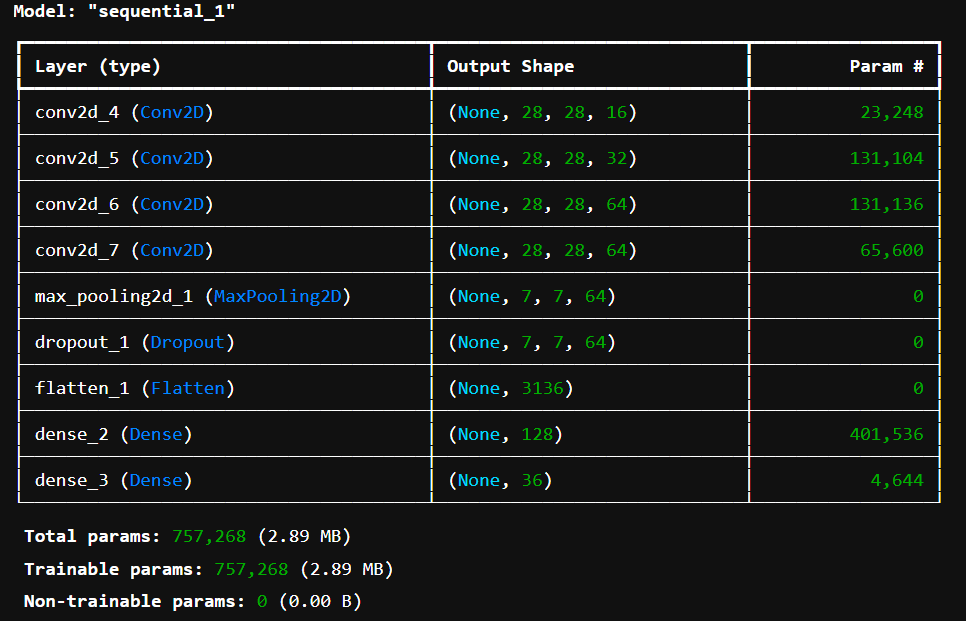 Model: "sequential_1"
Layer (type) Output Shape Param #
conv2d_4 (Conv2D) (None, 28, 28, 16) 23,248
conv2d_5 (Conv2D) (None, 28, 28, 32) 131,104
conv2d_6 (Conv2D) (None, 28, 28, 64) 131,136
conv2d_7 (Conv2D) (None, 28, 28, 64) 65,600
max_pooling2d_1 (MaxPooling2D) (None, 7, 7, 64) 0
dropout_1 (Dropout) (None, 7, 7, 64) 0
flatten_1 (Flatten) (None, 3136) 0
dense_2 (Dense) (None, 128) 401,536
dense_3 (Dense) (None, 36) 4,644
Total params: 757,268 (2.89 MB)
Trainable params: 757,268 (2.89 MB)
Non-trainable params: 0 (0.00 B)